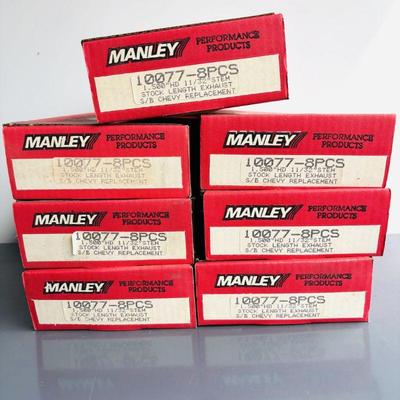 MANLEY PERFORMANCE PRODUCTS
10077-8PCS
1.500"HD 11/32"STEM
STOCK LENGTH EXHAUST
S/B CHEVY REPLACEMENT
MANLEY PERFORMANCE PRODUCTS
10077-8PCS
1.500"HD 11/32"STEM
STOCK LENGTH EXHAUST
S/B CHEVY REPLACEMENT
MANLEY PERFORMANCE PRODUCTS
10077-8PCS
1.500"HD 11/32"STEM
STOCK LENGTH EXHAUST
S/B CHEVY REPLACEMENT
MANLEY PERFORMANCE PRODUCTS
10077-8PCS
1.500"HD 11/32"STEM
STOCK LENGTH EXHAUST
S/B CHEVY REPLACEMENT
MANLEY PERFORMANCE PRODUCTS
10077-8PCS
1.500"HD 11/32"STEM
STOCK LENGTH EXHAUST
S/B CHEVY REPLACEMENT
MANLEY PERFORMANCE PRODUCTS
10077-8PCS
1.500"HD 11/32"STEM
STOCK LENGTH EXHAUST
S/B CHEVY REPLACEMENT
MANLEY PERFORMANCE PRODUCTS
10077-8PCS
1.500"HD 11/32"STEM
STOCK LENGTH EXHAUST
S/B CHEVY REPLACEMENT